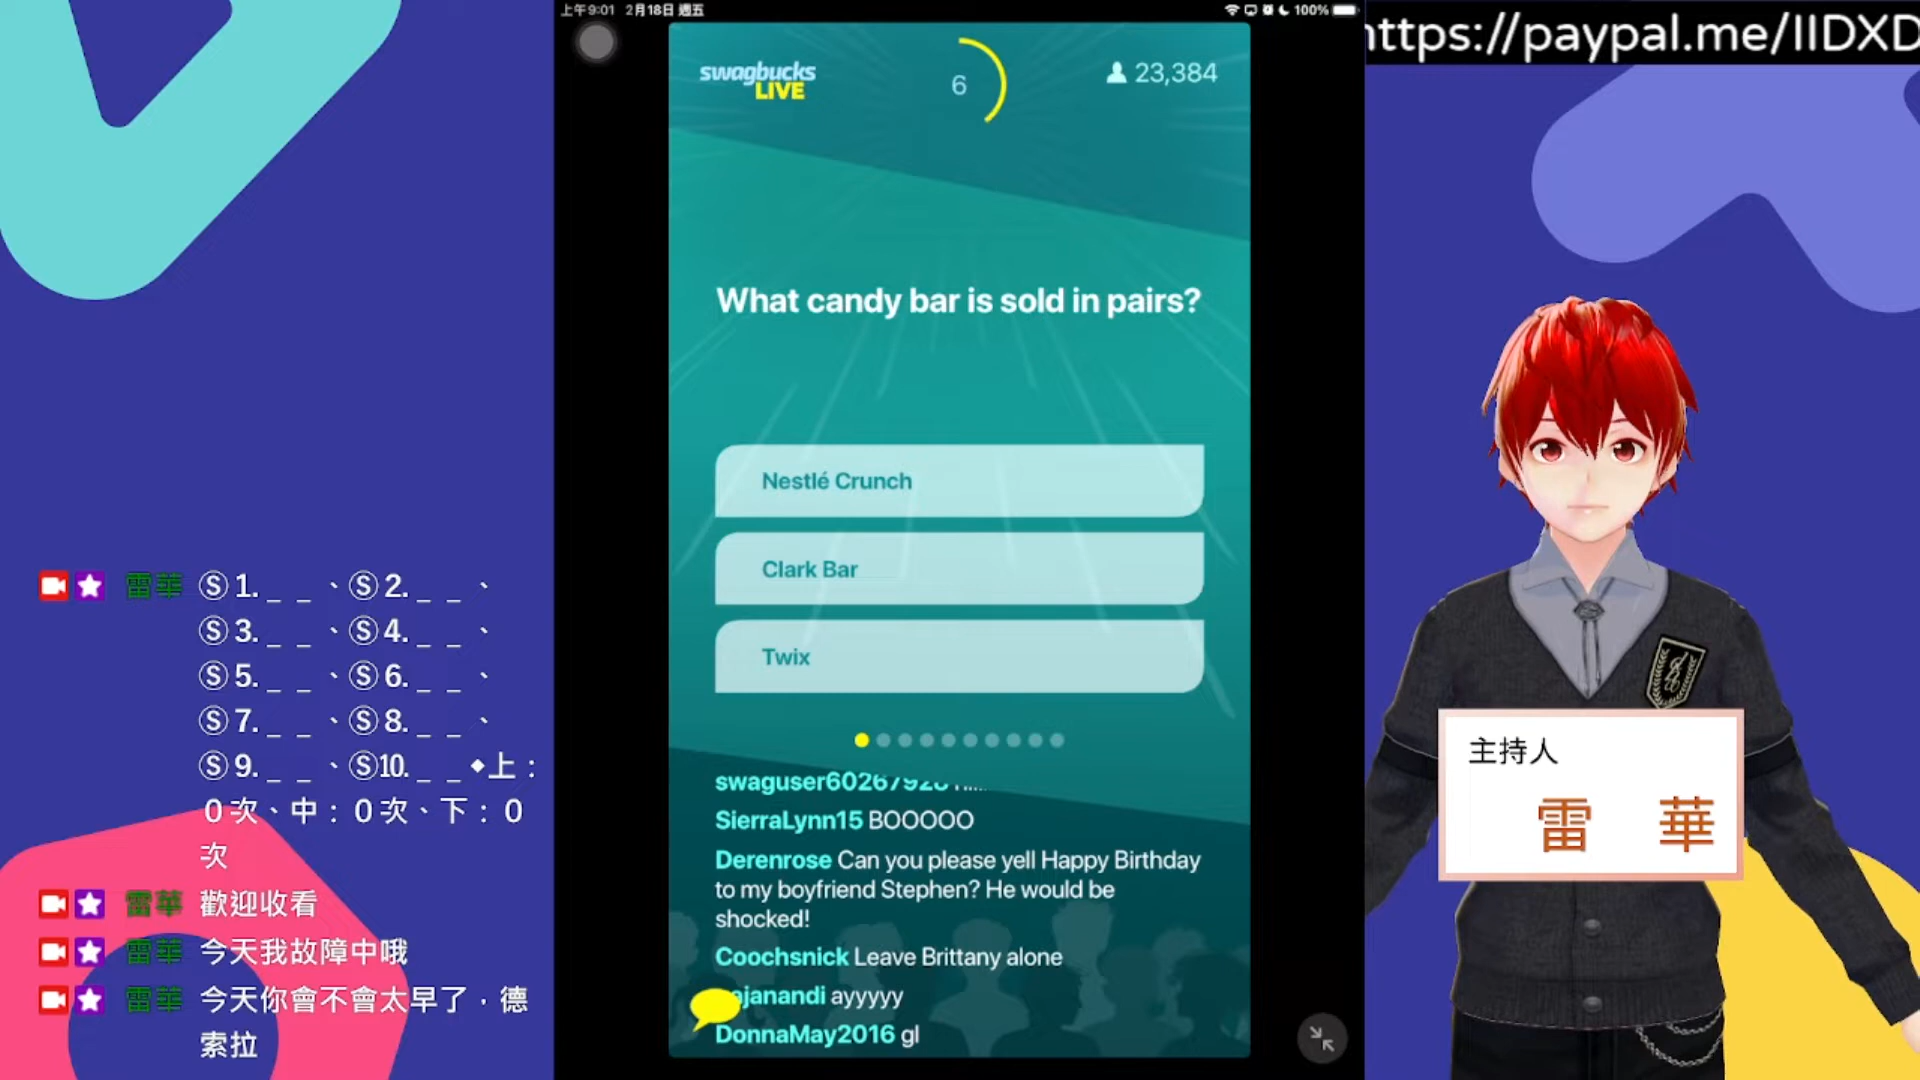 上午9:01 2月18日 週五
100%
https://paypal.me/IIDXD
swagbucks
LIVE
6
23,384
What candy bar is sold in pairs?
Nestlé Crunch
Clark Bar
Twix
SierraLynn15 BOOOOO
Derenrose Can you please yell Happy Birthday
to my boyfriend Stephen? He would be
shocked!
Coochsnick Leave Brittany alone
ajanandi ayyyyy
DonnaMay2016 gl
雷華 Ⓢ1. _ _ 、Ⓢ2. _ _ 、
Ⓢ3. _ _ 、Ⓢ4. _ _ 、
Ⓢ5. _ _ 、Ⓢ6. _ _ 、
Ⓢ7. _ _ 、Ⓢ8. _ _ 、
Ⓢ9. _ _ 、Ⓢ10. _ _ ◆上：
0次、中：0次、下：0
次
雷華 歡迎收看
雷華 今天我故障中哦
雷華 今天你會不會太早了，德
索拉
主持人
雷 華